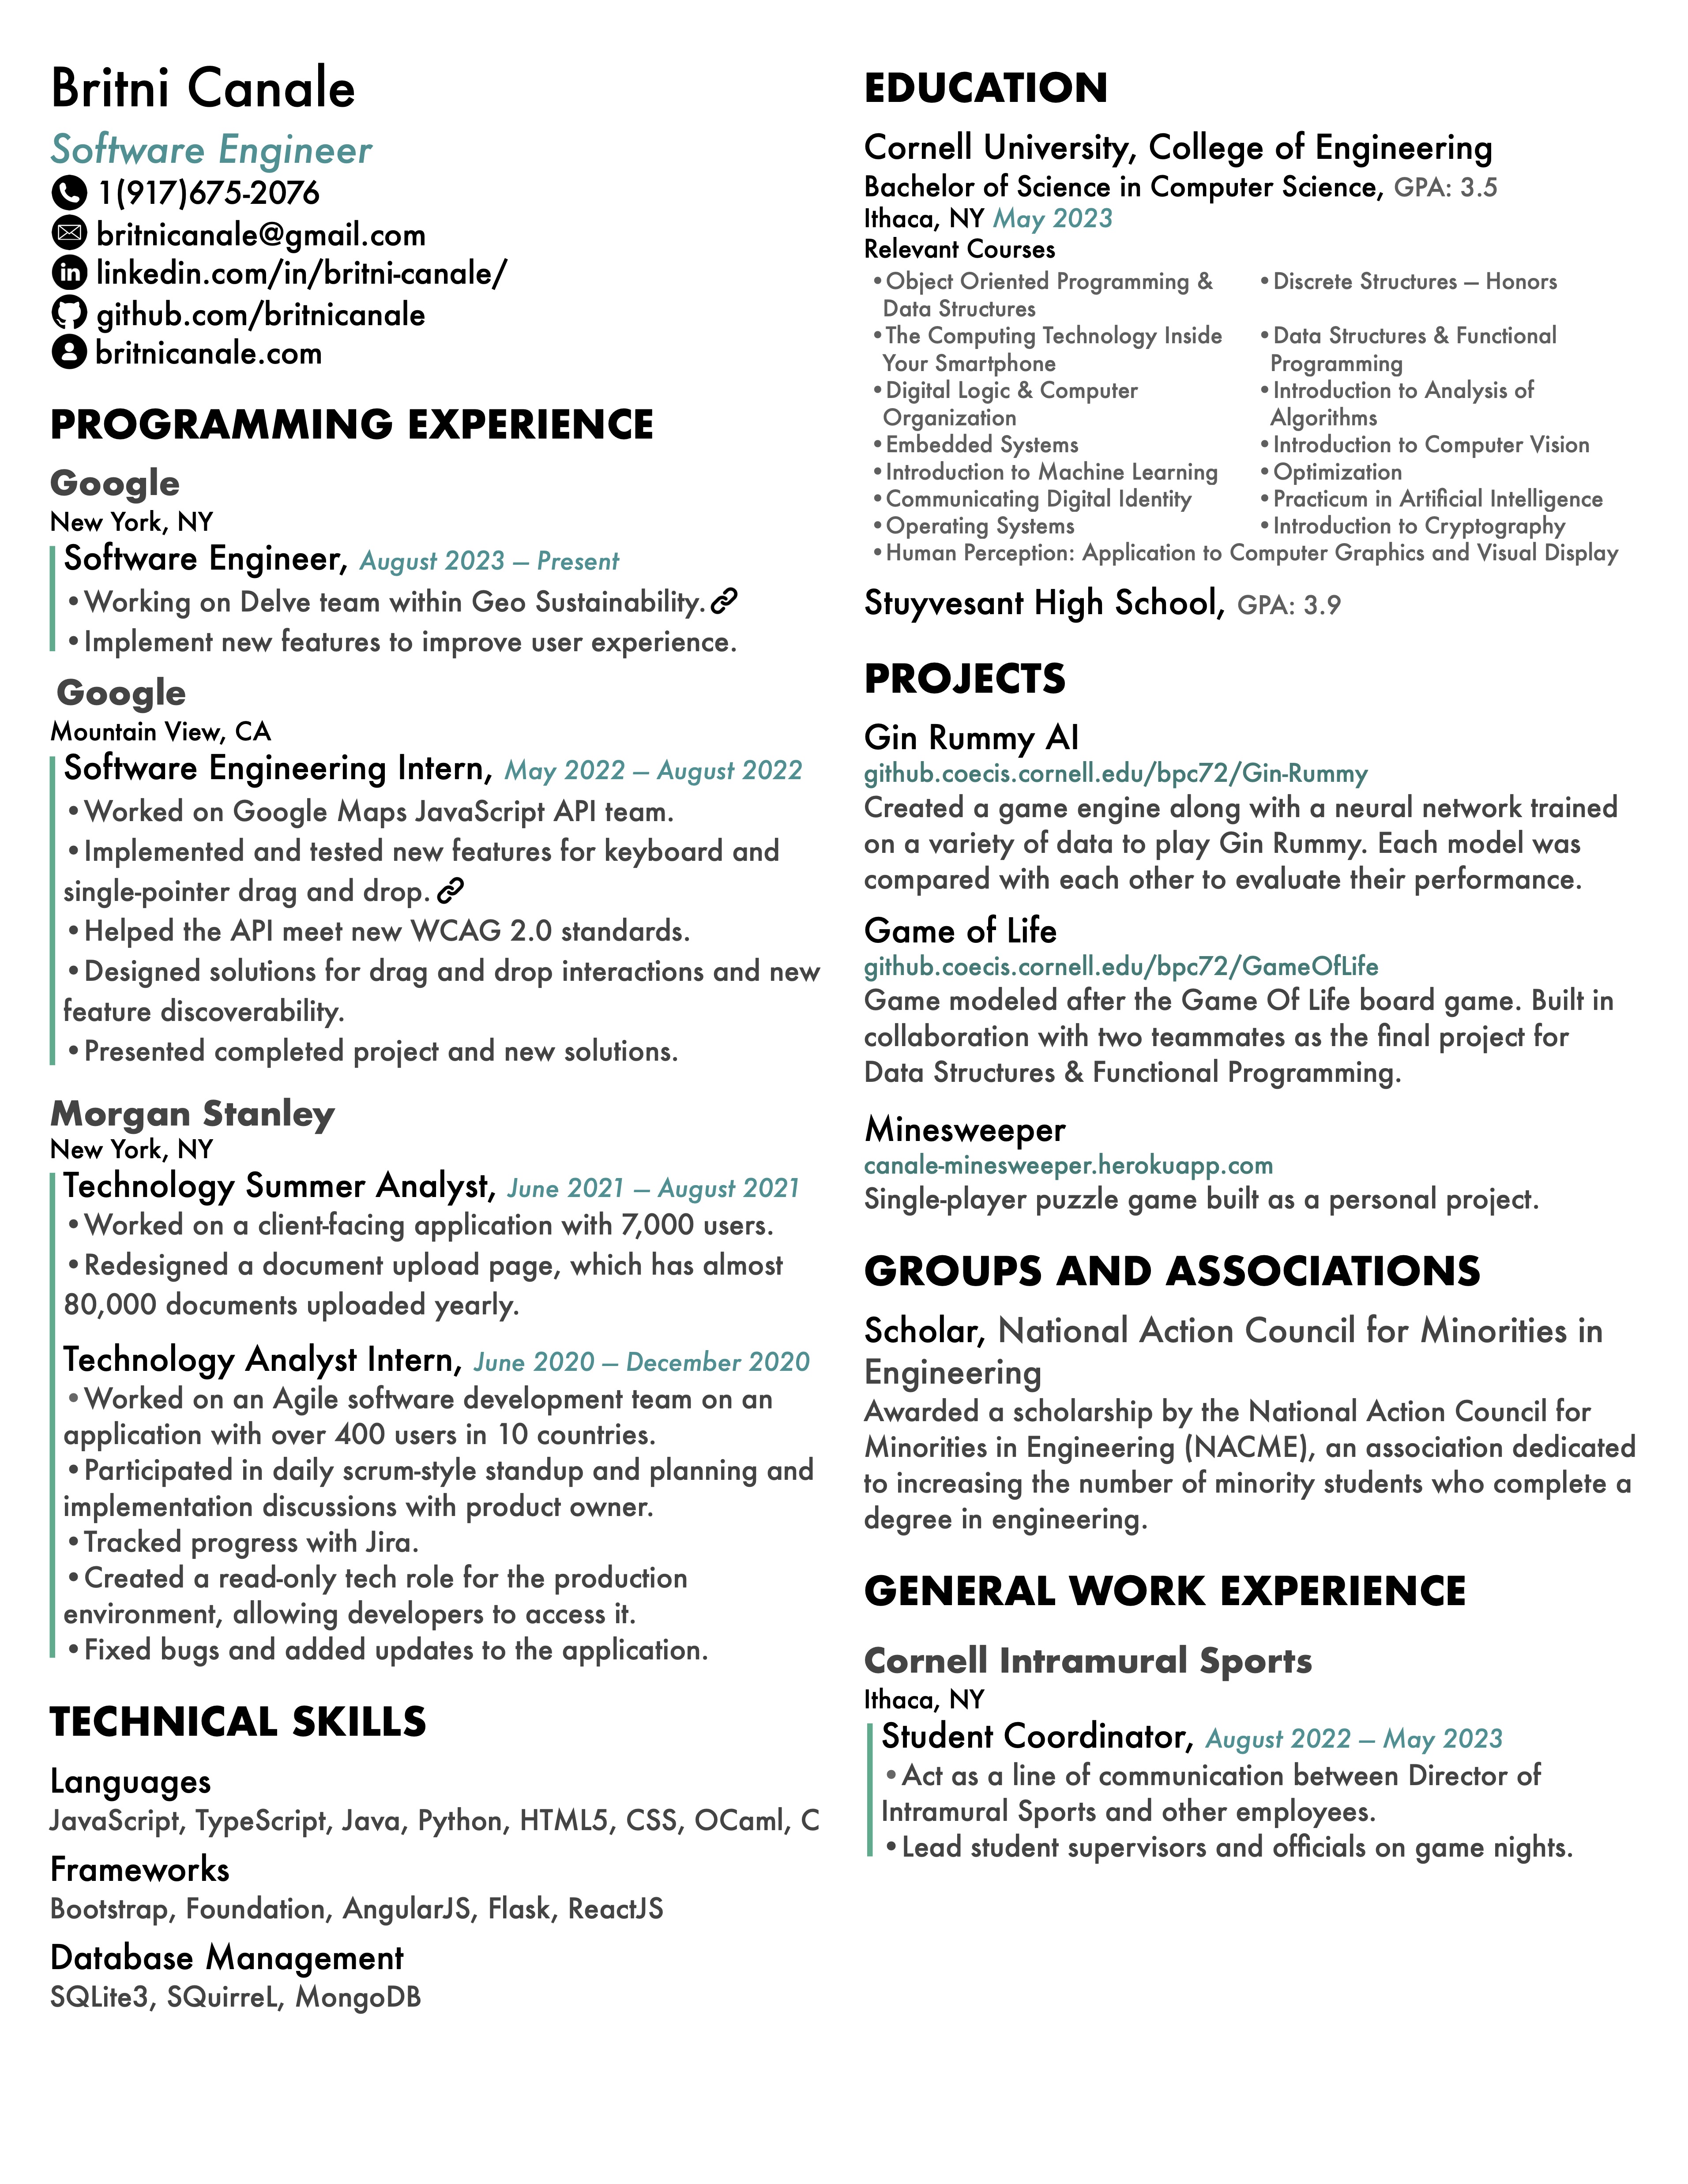 Britni Canale
Software Engineer
1(917)675-2076
britnicanale@gmail.com
linkedin.com/in/britni-canale/
github.com/britnicanale
britnicanale.com
PROGRAMMING EXPERIENCE
Google
New York, NY
Software Engineer, August 2023 — Present
•Working on Delve team within Geo Sustainability.
•Implement new features to improve user experience.
Google
Mountain View, CA
Software Engineering Intern, May 2022 — August 2022
•Worked on Google Maps JavaScript API team.
•Implemented and tested new features for keyboard and
single-pointer drag and drop.
•Helped the API meet new WCAG 2.0 standards.
•Designed solutions for drag and drop interactions and new
feature discoverability.
•Presented completed project and new solutions.
Morgan Stanley
New York, NY
Technology Summer Analyst, June 2021 — August 2021
•Worked on a client-facing application with 7,000 users.
•Redesigned a document upload page, which has almost
80,000 documents uploaded yearly.
Technology Analyst Intern, June 2020 — December 2020
•Worked on an Agile software development team on an
application with over 400 users in 10 countries.
•Participated in daily scrum-style standup and planning and
implementation discussions with product owner.
•Tracked progress with Jira.
•Created a read-only tech role for the production
environment, allowing developers to access it.
•Fixed bugs and added updates to the application.
TECHNICAL SKILLS
Languages
JavaScript, TypeScript, Java, Python, HTML5, CSS, OCaml, C
Frameworks
Bootstrap, Foundation, AngularJS, Flask, ReactJS
Database Management
SQLite3, SQuirreL, MongoDB
EDUCATION
Cornell University, College of Engineering
Bachelor of Science in Computer Science, GPA: 3.5
Ithaca, NY May 2023
Relevant Courses
•Object Oriented Programming & •Discrete Structures — Honors
Data Structures
•The Computing Technology Inside •Data Structures & Functional
Your Smartphone Programming
•Digital Logic & Computer •Introduction to Analysis of
Organization Algorithms
•Embedded Systems •Introduction to Computer Vision
•Introduction to Machine Learning •Optimization
•Communicating Digital Identity •Practicum in Artificial Intelligence
•Operating Systems •Introduction to Cryptography
•Human Perception: Application to Computer Graphics and Visual Display
Stuyvesant High School, GPA: 3.9
PROJECTS
Gin Rummy AI
github.coecis.cornell.edu/bpc72/Gin-Rummy
Created a game engine along with a neural network trained
on a variety of data to play Gin Rummy. Each model was
compared with each other to evaluate their performance.
Game of Life
github.coecis.cornell.edu/bpc72/GameOfLife
Game modeled after the Game Of Life board game. Built in
collaboration with two teammates as the final project for
Data Structures & Functional Programming.
Minesweeper
canale-minesweeper.herokuapp.com
Single-player puzzle game built as a personal project.
GROUPS AND ASSOCIATIONS
Scholar, National Action Council for Minorities in
Engineering
Awarded a scholarship by the National Action Council for
Minorities in Engineering (NACME), an association dedicated
to increasing the number of minority students who complete a
degree in engineering.
GENERAL WORK EXPERIENCE
Cornell Intramural Sports
Ithaca, NY
Student Coordinator, August 2022 — May 2023
•Act as a line of communication between Director of
Intramural Sports and other employees.
•Lead student supervisors and officials on game nights.